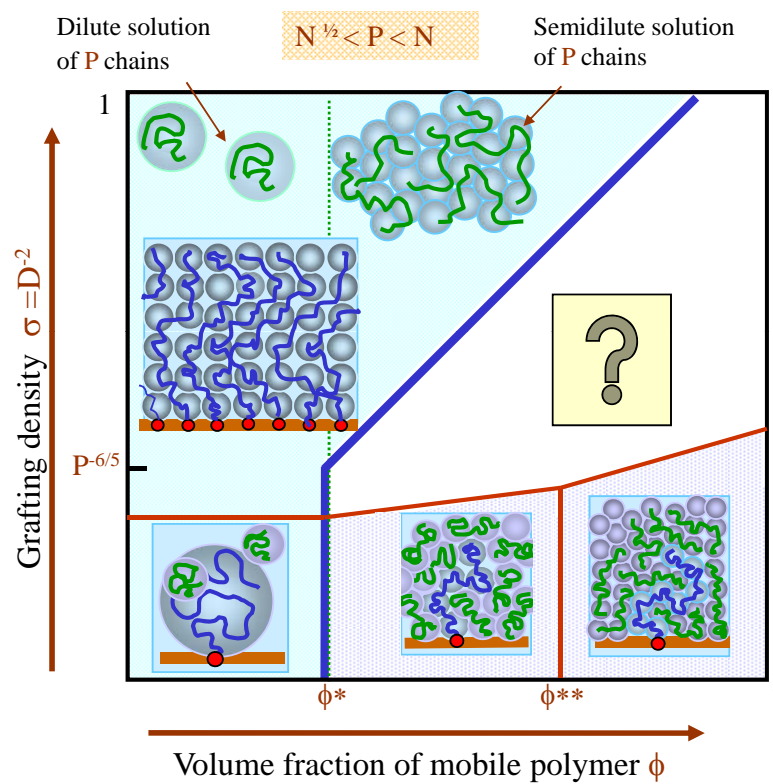 Dilute solution
of P chains
N ½ < P < N
Semidilute solution
of P chains
1
Grafting density σ =D-2
P-6/5
?
ϕ*
ϕ**
Volume fraction of mobile polymer ϕ